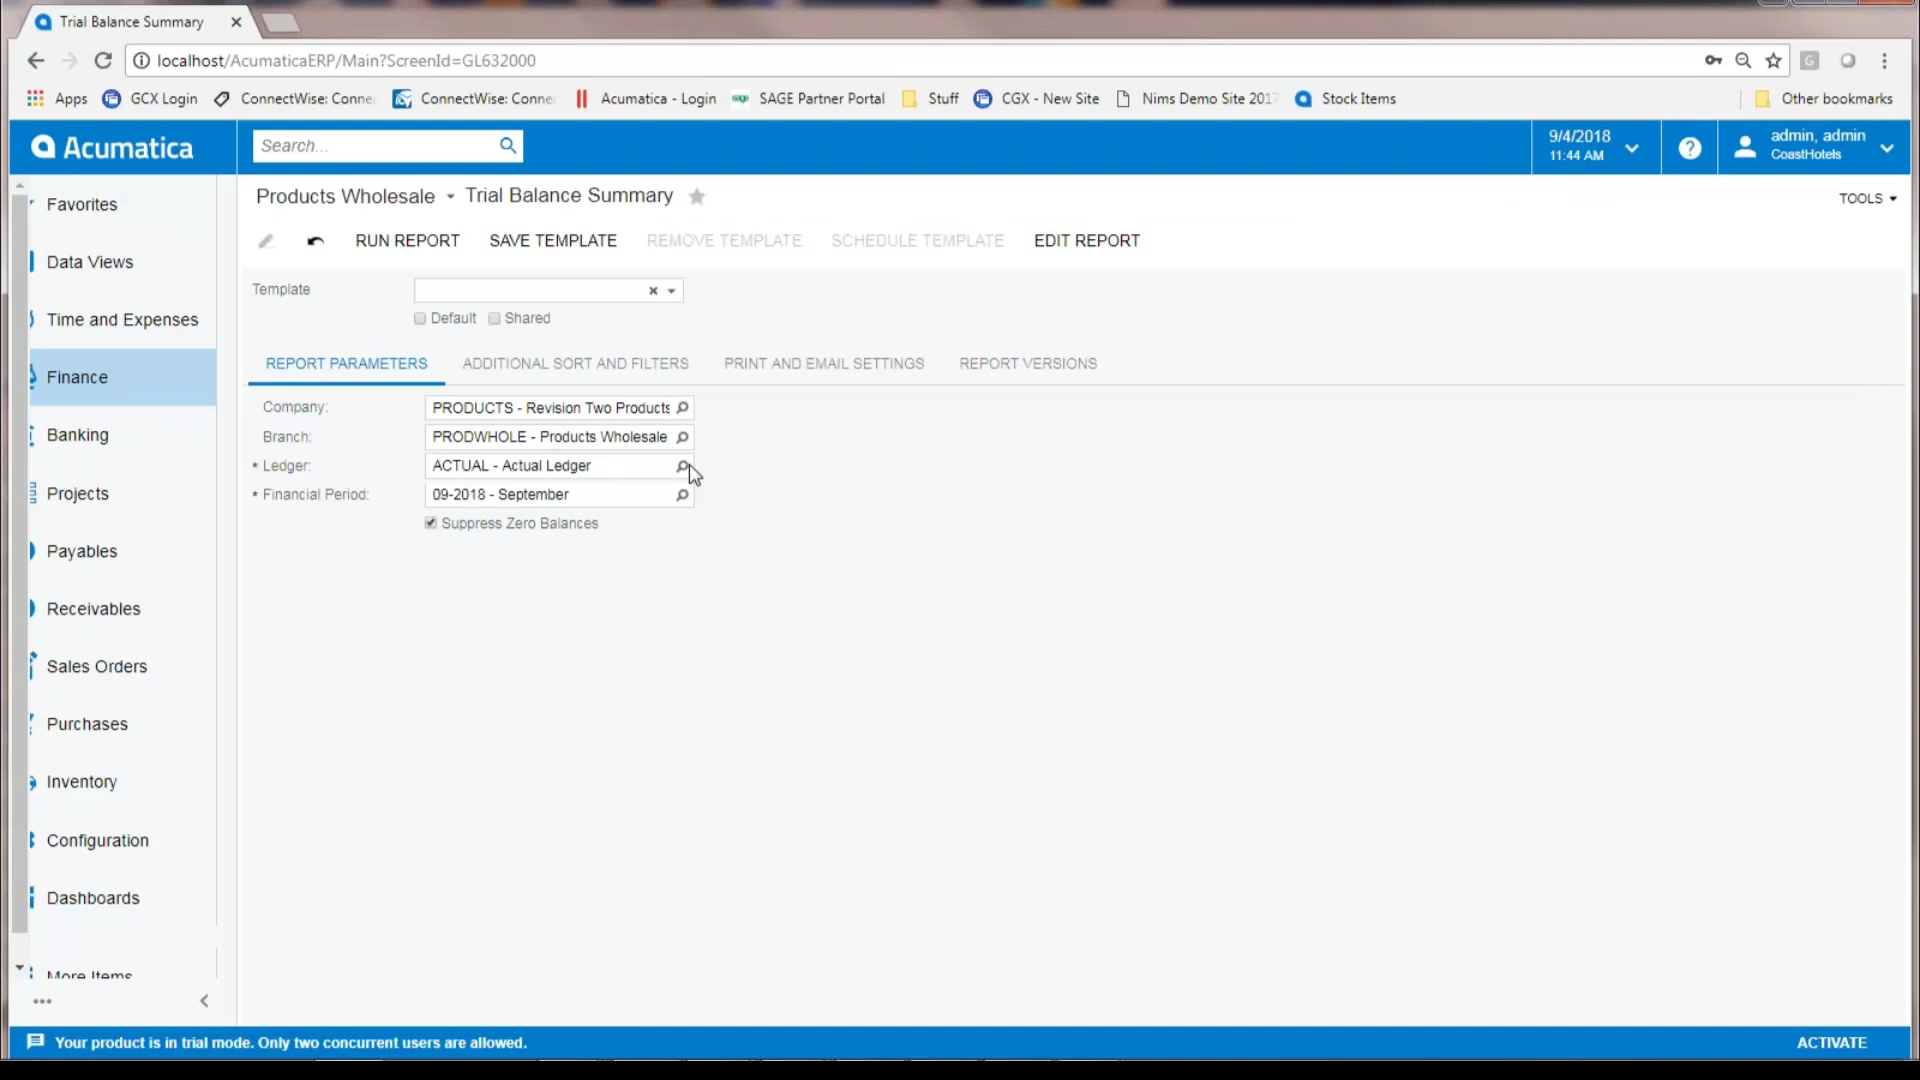 Trial Balance Summary
localhost/AcumaticaERP/Main?ScreenId=GL632000
Apps GCX Login ConnectWise: Conne ConnectWise: Conne Acumatica - Login SAGE Partner Portal Stuff CGX - New Site Nims Demo Site 2017 Stock Items Other bookmarks
Acumatica Search... 9/4/2018 admin, admin
11:44 AM CoastHotels
Products Wholesale Trial Balance Summary TOOLS
RUN REPORT SAVE TEMPLATE REMOVE TEMPLATE SCHEDULE TEMPLATE EDIT REPORT
Template
Default Shared
REPORT PARAMETERS ADDITIONAL SORT AND FILTERS PRINT AND EMAIL SETTINGS REPORT VERSIONS
Company: PRODUCTS - Revision Two Products
Branch: PRODWHOLE - Products Wholesale
* Ledger: ACTUAL - Actual Ledger
* Financial Period: 09-2018 - September
Suppress Zero Balances
Favorites
Data Views
Time and Expenses
Finance
Banking
Projects
Payables
Receivables
Sales Orders
Purchases
Inventory
Configuration
Dashboards
More Items
Your product is in trial mode. Only two concurrent users are allowed. ACTIVATE